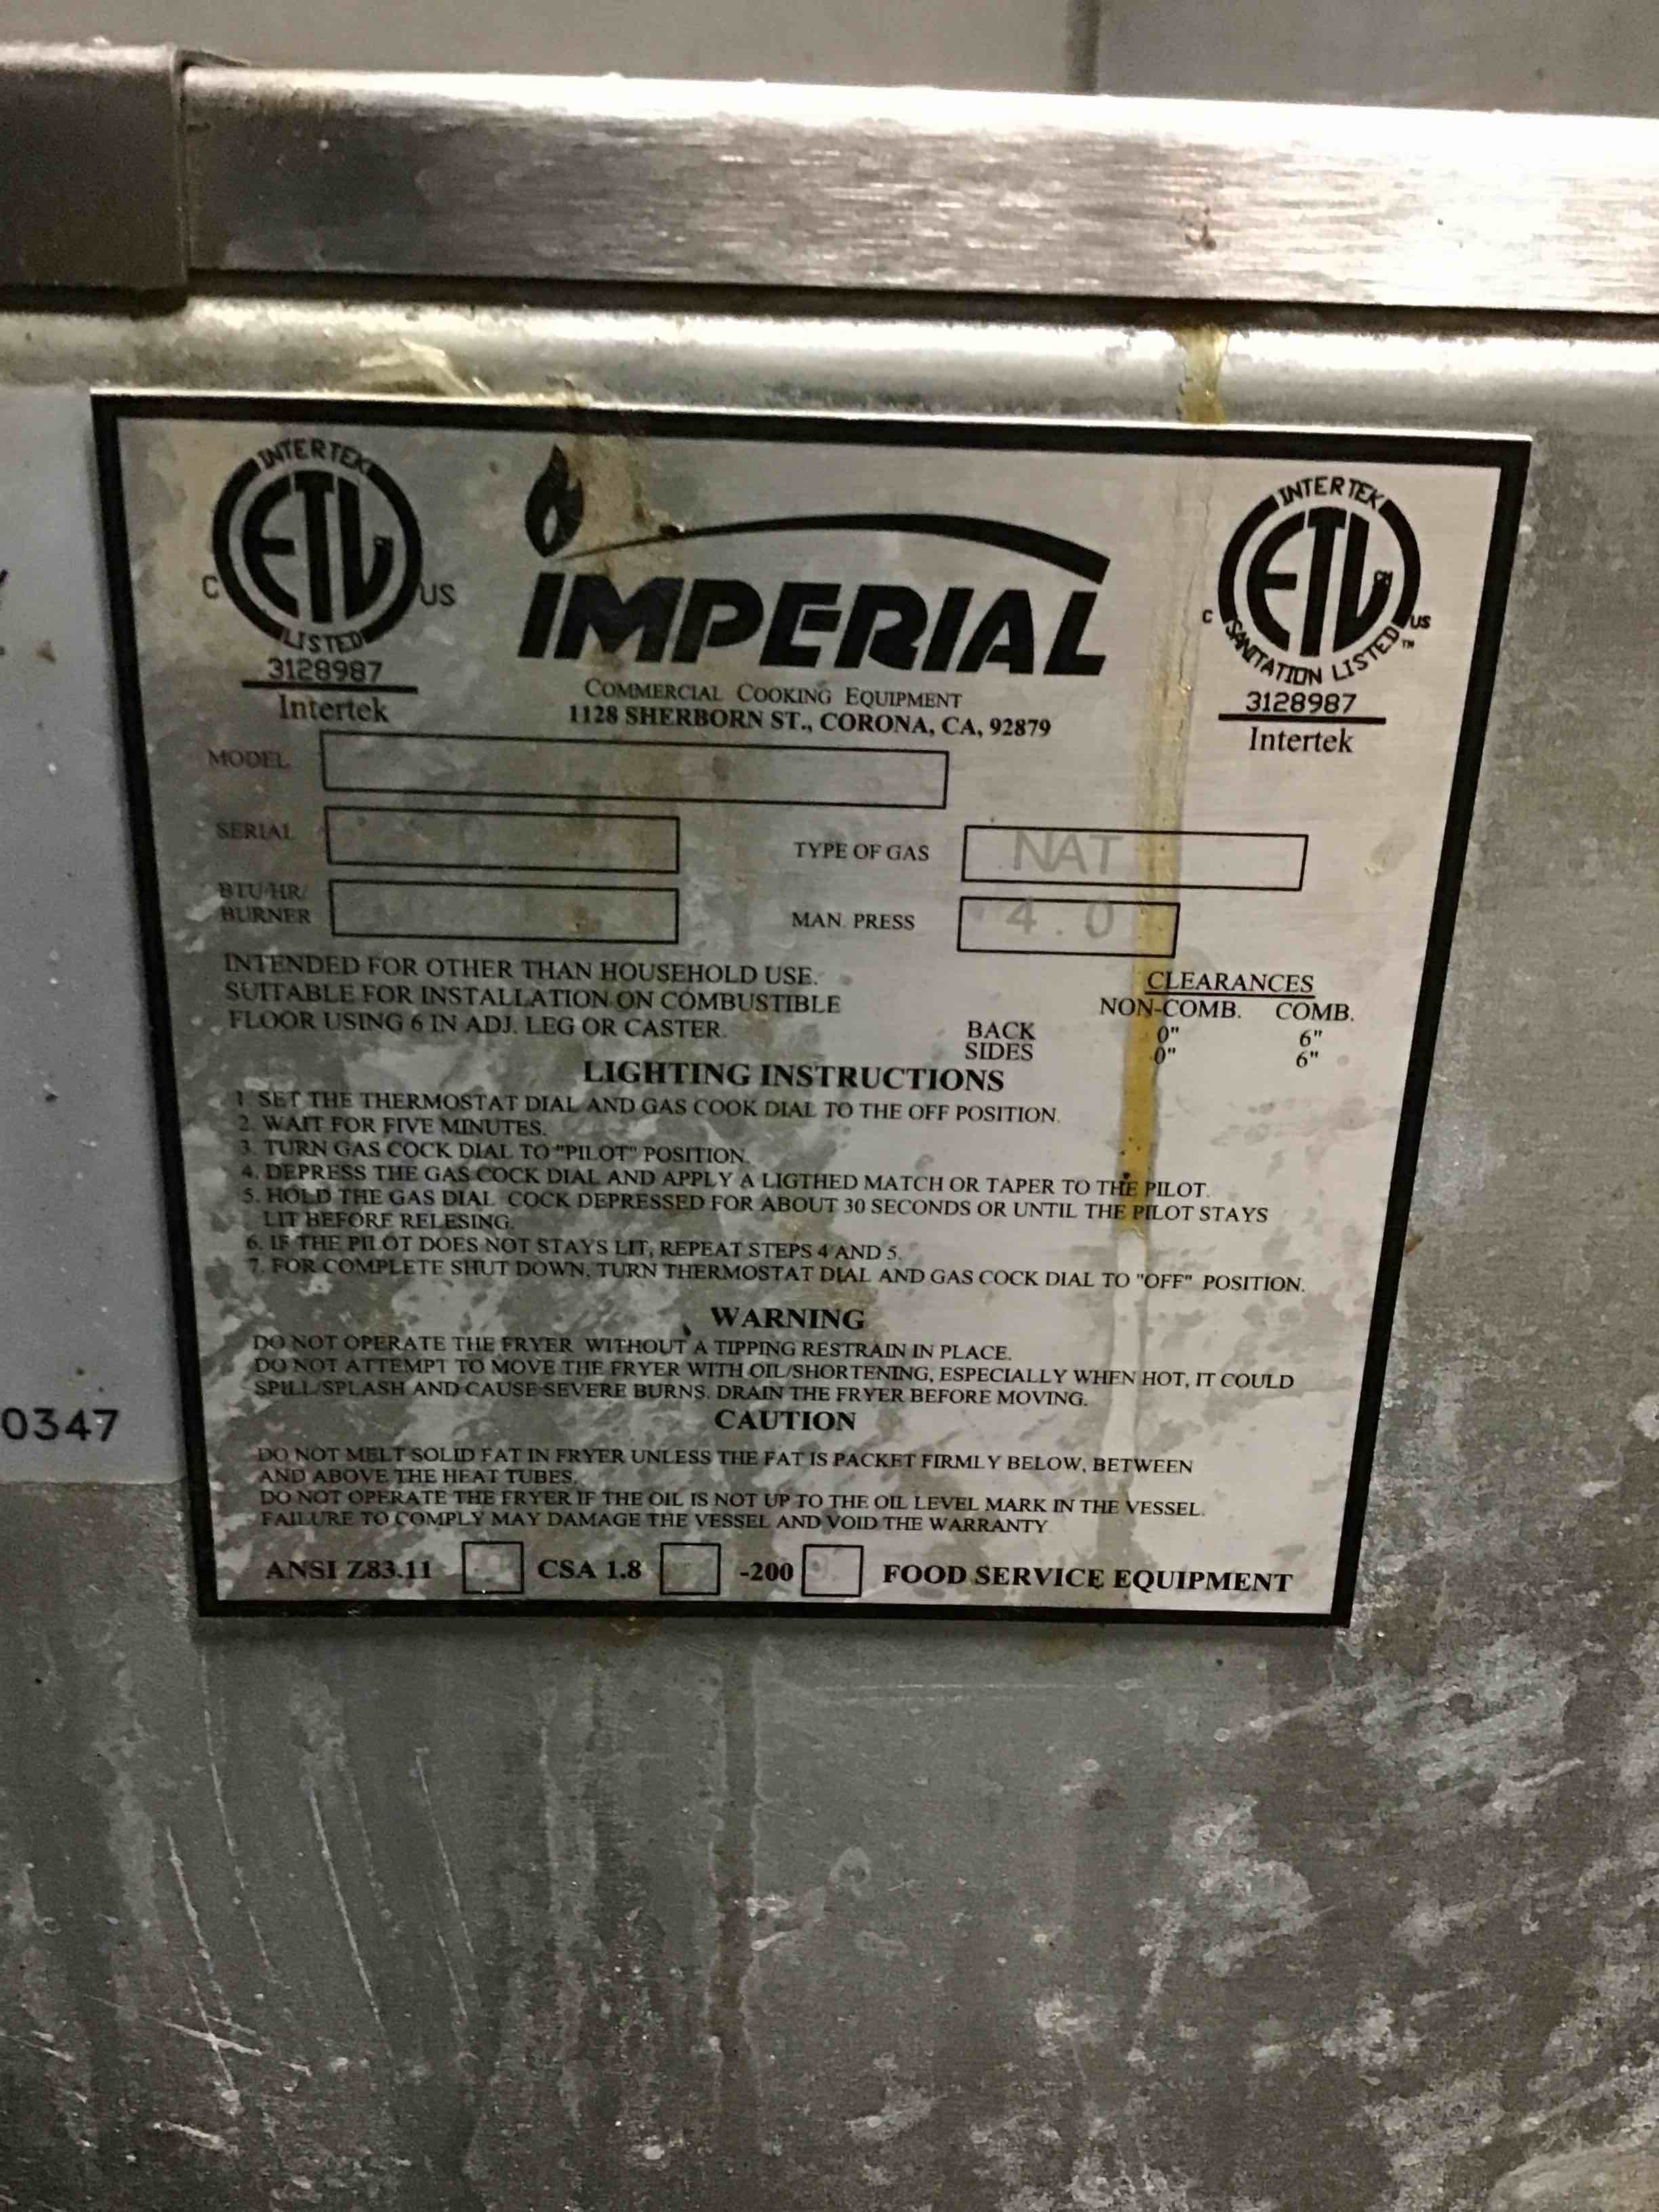 INTERTEK
ETL
C US
LISTED
3128987
Intertek
IMPERIAL
COMMERCIAL COOKING EQUIPMENT
1128 SHERBORN ST., CORONA, CA, 92879
INTERTEK
ETL
C US
SANITATION LISTED™
3128987
Intertek
MODEL
SERIAL
TYPE OF GAS NAT
BTU/HR/
BURNER
MAN. PRESS 4.0
INTENDED FOR OTHER THAN HOUSEHOLD USE.
SUITABLE FOR INSTALLATION ON COMBUSTIBLE
FLOOR USING 6 IN ADJ. LEG OR CASTER.
CLEARANCES
NON-COMB. COMB.
BACK 0" 6"
SIDES 0" 6"
LIGHTING INSTRUCTIONS
1. SET THE THERMOSTAT DIAL AND GAS COOK DIAL TO THE OFF POSITION.
2. WAIT FOR FIVE MINUTES.
3. TURN GAS COCK DIAL TO "PILOT" POSITION.
4. DEPRESS THE GAS COCK DIAL AND APPLY A LIGTHED MATCH OR TAPER TO THE PILOT.
5. HOLD THE GAS DIAL COCK DEPRESSED FOR ABOUT 30 SECONDS OR UNTIL THE PILOT STAYS
LIT BEFORE RELESING.
6. IF THE PILOT DOES NOT STAYS LIT, REPEAT STEPS 4 AND 5.
7. FOR COMPLETE SHUT DOWN, TURN THERMOSTAT DIAL AND GAS COCK DIAL TO "OFF" POSITION.
WARNING
DO NOT OPERATE THE FRYER WITHOUT A TIPPING RESTRAIN IN PLACE.
DO NOT ATTEMPT TO MOVE THE FRYER WITH OIL/SHORTENING, ESPECIALLY WHEN HOT, IT COULD
SPILL/SPLASH AND CAUSE SEVERE BURNS. DRAIN THE FRYER BEFORE MOVING.
CAUTION
DO NOT MELT SOLID FAT IN FRYER UNLESS THE FAT IS PACKET FIRMLY BELOW, BETWEEN
AND ABOVE THE HEAT TUBES.
DO NOT OPERATE THE FRYER IF THE OIL IS NOT UP TO THE OIL LEVEL MARK IN THE VESSEL.
FAILURE TO COMPLY MAY DAMAGE THE VESSEL AND VOID THE WARRANTY
ANSI Z83.11 CSA 1.8 -200 FOOD SERVICE EQUIPMENT
0347